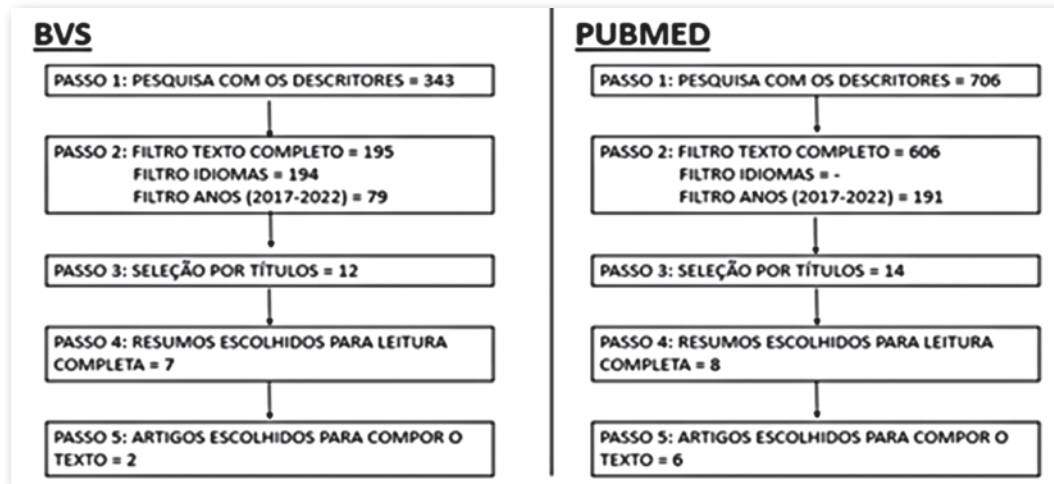 BVS
PASSO 1: PESQUISA COM OS DESCRITORES = 343
PASSO 2: FILTRO TEXTO COMPLETO = 195
FILTRO IDIOMAS = 194
FILTRO ANOS (2017-2022) = 79
PASSO 3: SELEÇÃO POR TÍTULOS = 12
PASSO 4: RESUMOS ESCOLHIDOS PARA LEITURA
COMPLETA = 7
PASSO 5: ARTIGOS ESCOLHIDOS PARA COMPOR O
TEXTO = 2
PUBMED
PASSO 1: PESQUISA COM OS DESCRITORES = 706
PASSO 2: FILTRO TEXTO COMPLETO = 606
FILTRO IDIOMAS = -
FILTRO ANOS (2017-2022) = 191
PASSO 3: SELEÇÃO POR TÍTULOS = 14
PASSO 4: RESUMOS ESCOLHIDOS PARA LEITURA
COMPLETA = 8
PASSO 5: ARTIGOS ESCOLHIDOS PARA COMPOR O
TEXTO = 6